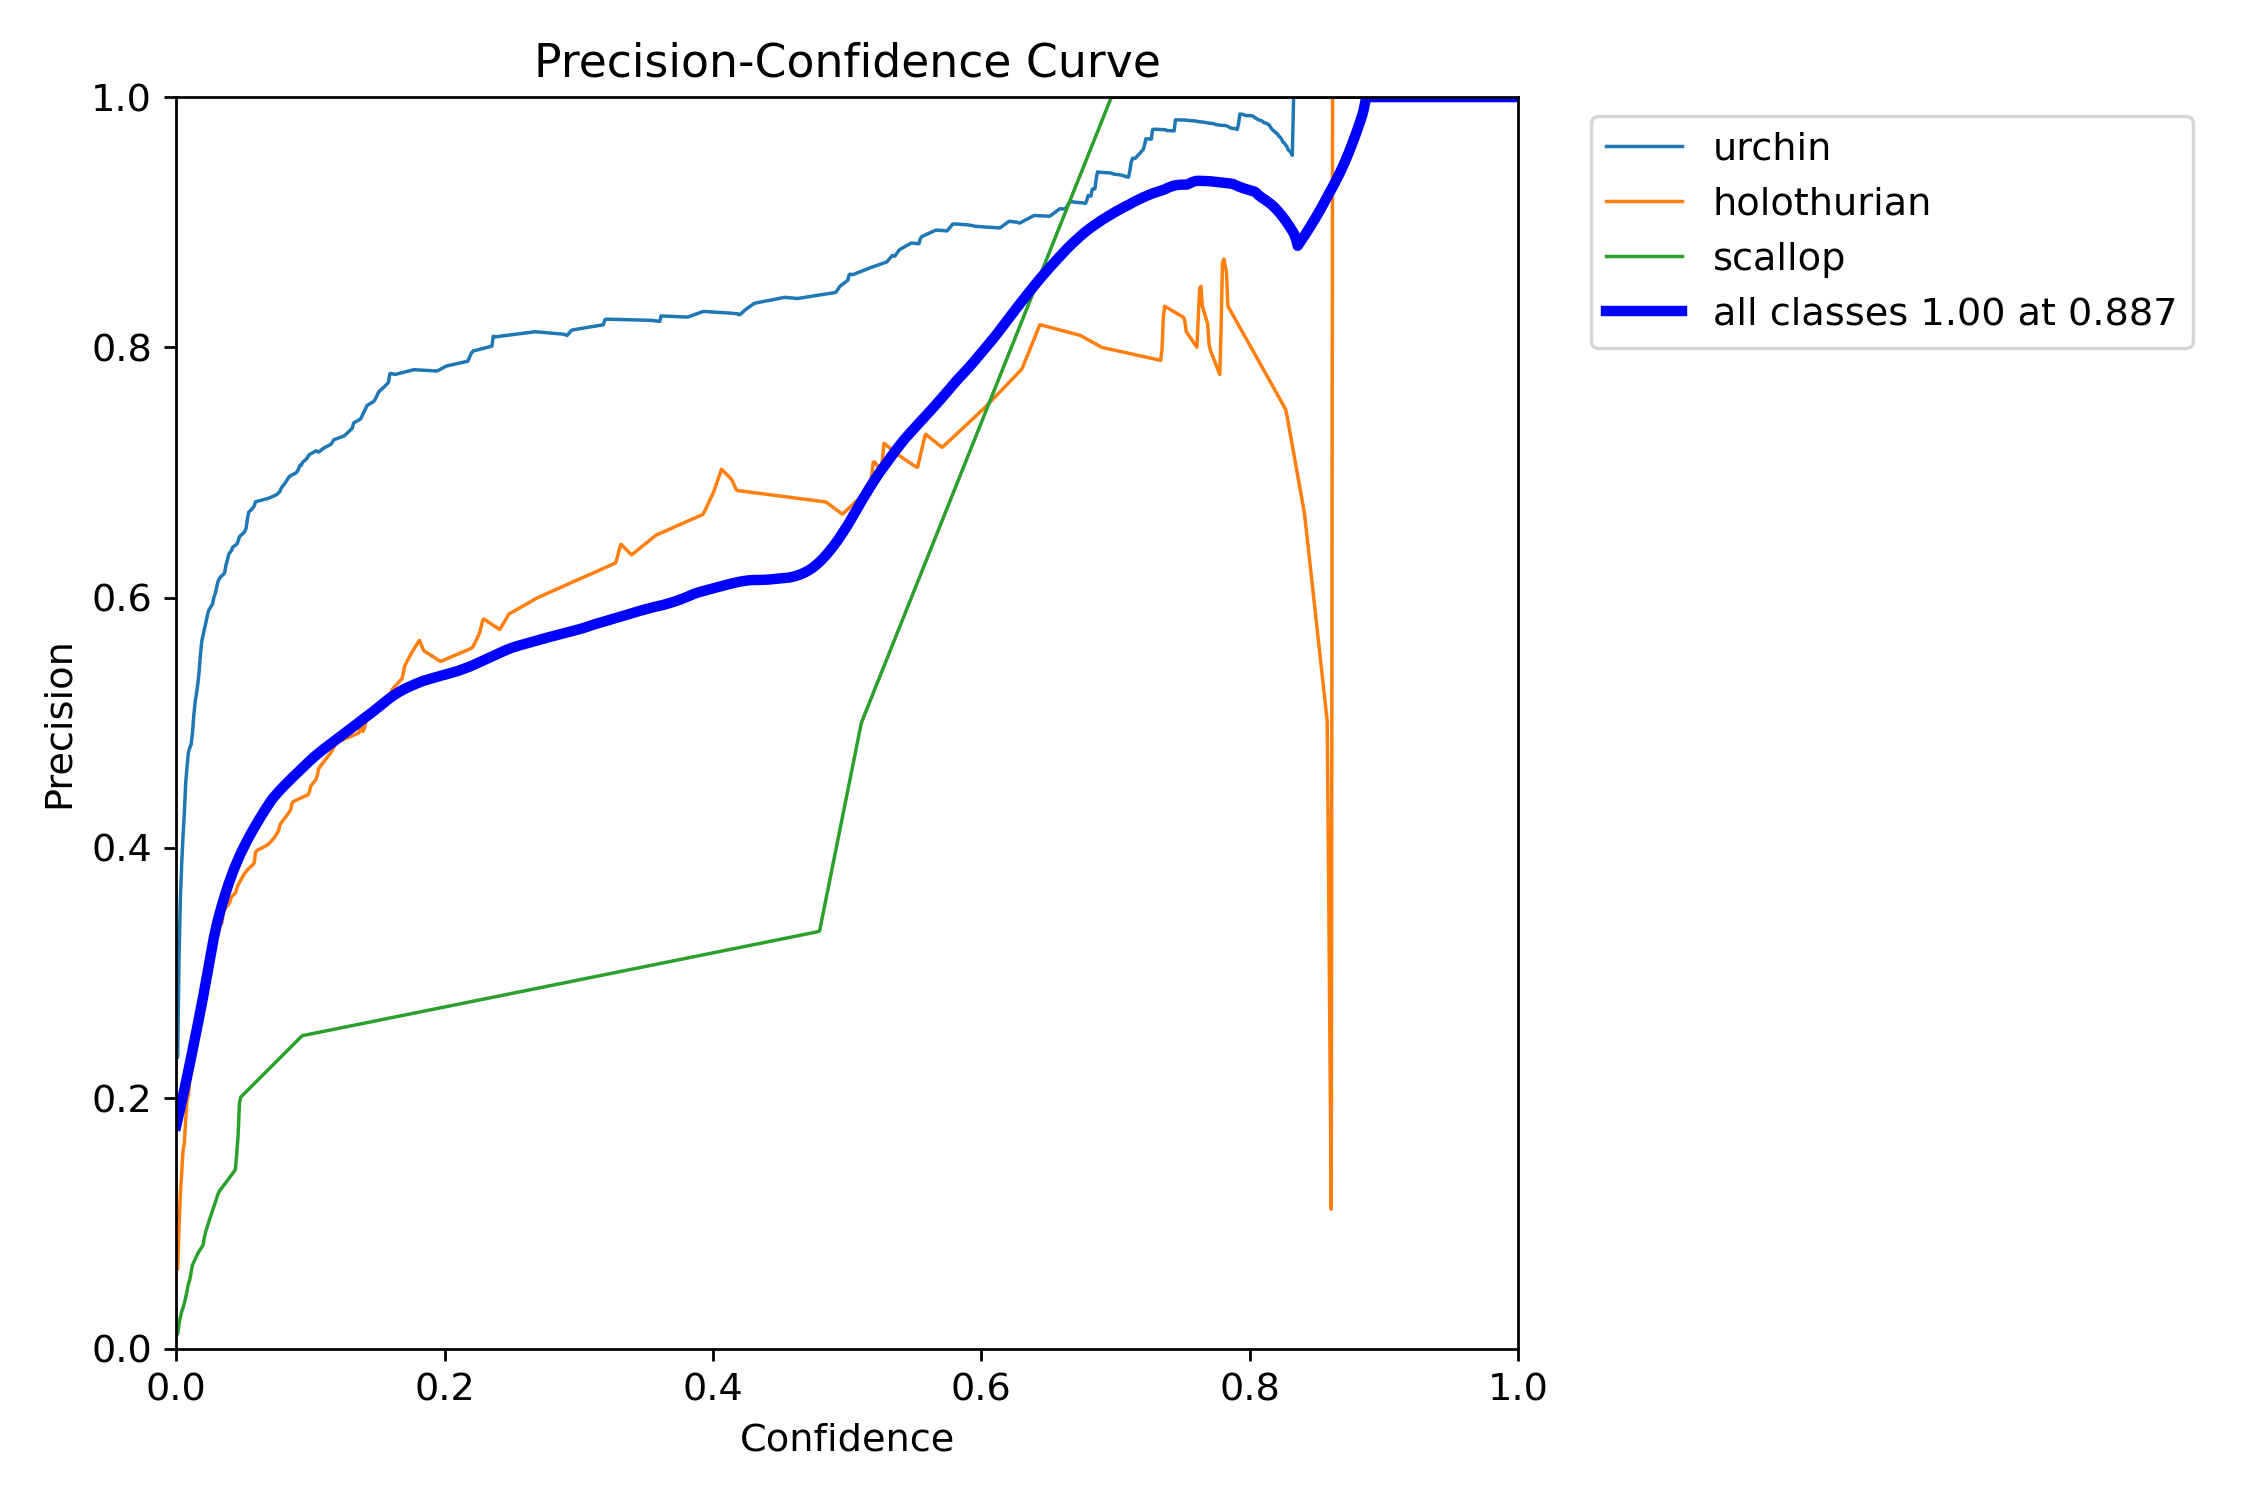 Precision-Confidence Curve
1.0
0.8
0.6
0.4
0.2
0.0
Precision
0.0 0.2 0.4 0.6 0.8 1.0
Confidence
urchin
holothurian
scallop
all classes 1.00 at 0.887